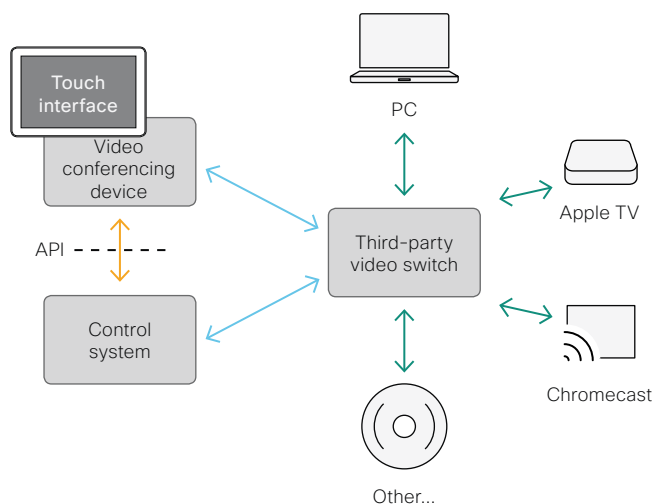 Touch
interface
PC
Video
conferencing
device
Apple TV
Third-party
video switch
API
Control
system
Chromecast
Other...